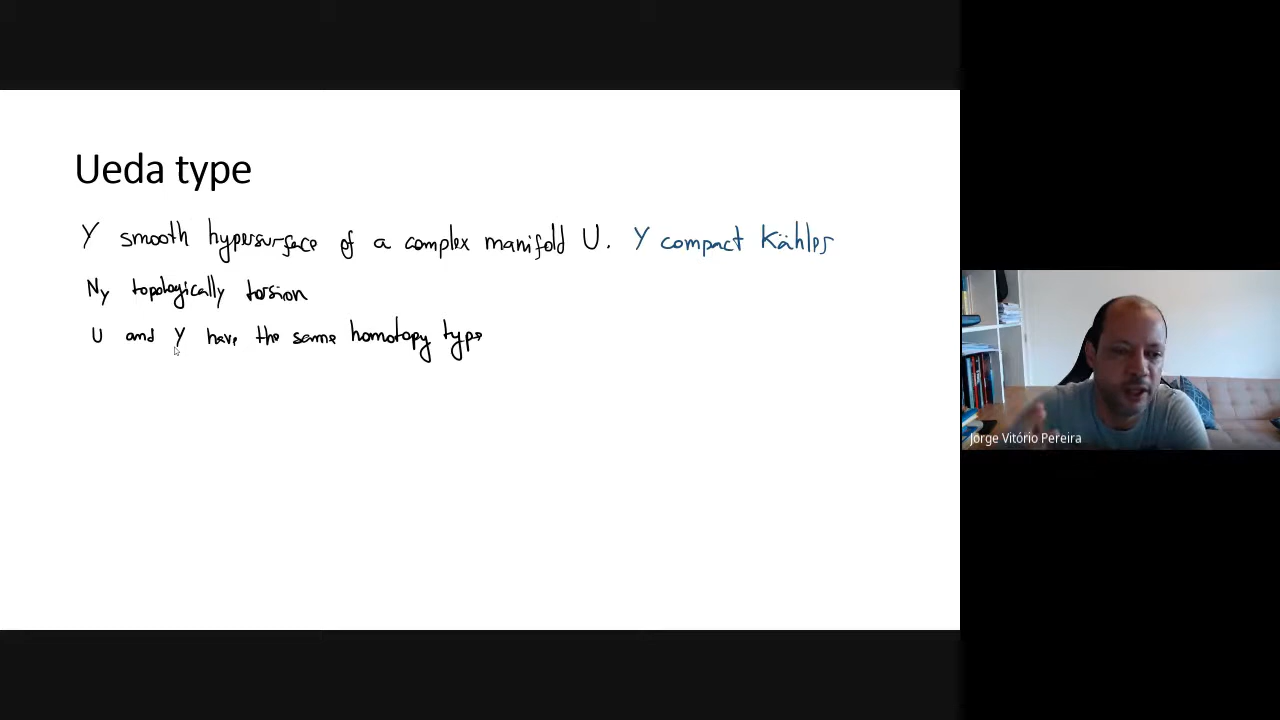 Ueda type
Y smooth hypersurface of a complex manifold U. Y compact Kähler
N_Y topologically torsion
U and Y have the same homotopy type
Jorge Vitório Pereira